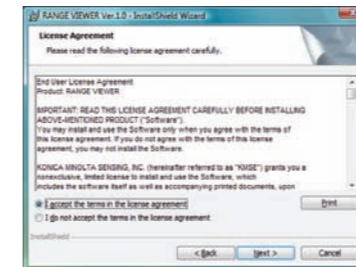 RANGE VIEWER Ver.1.0 - InstallShield Wizard
License Agreement
Please read the following license agreement carefully.
End User License Agreement
Product: RANGE VIEWER
IMPORTANT: READ THIS LICENSE AGREEMENT CAREFULLY BEFORE INSTALLING
ABOVE-MENTIONED PRODUCT ("Software").
You may install and use the Software only when you agree with the terms of
this license agreement. If you do not agree with the terms of this license
agreement, you may not install the Software.
KONICA MINOLTA SENSING, INC. (hereinafter referred to as "KMSE") grants you a
nonexclusive, limited license to install and use the Software, which
includes the software itself as well as accompanying printed documents, upon
I accept the terms in the license agreement
Print
I do not accept the terms in the license agreement
InstallShield
< Back
Next >
Cancel